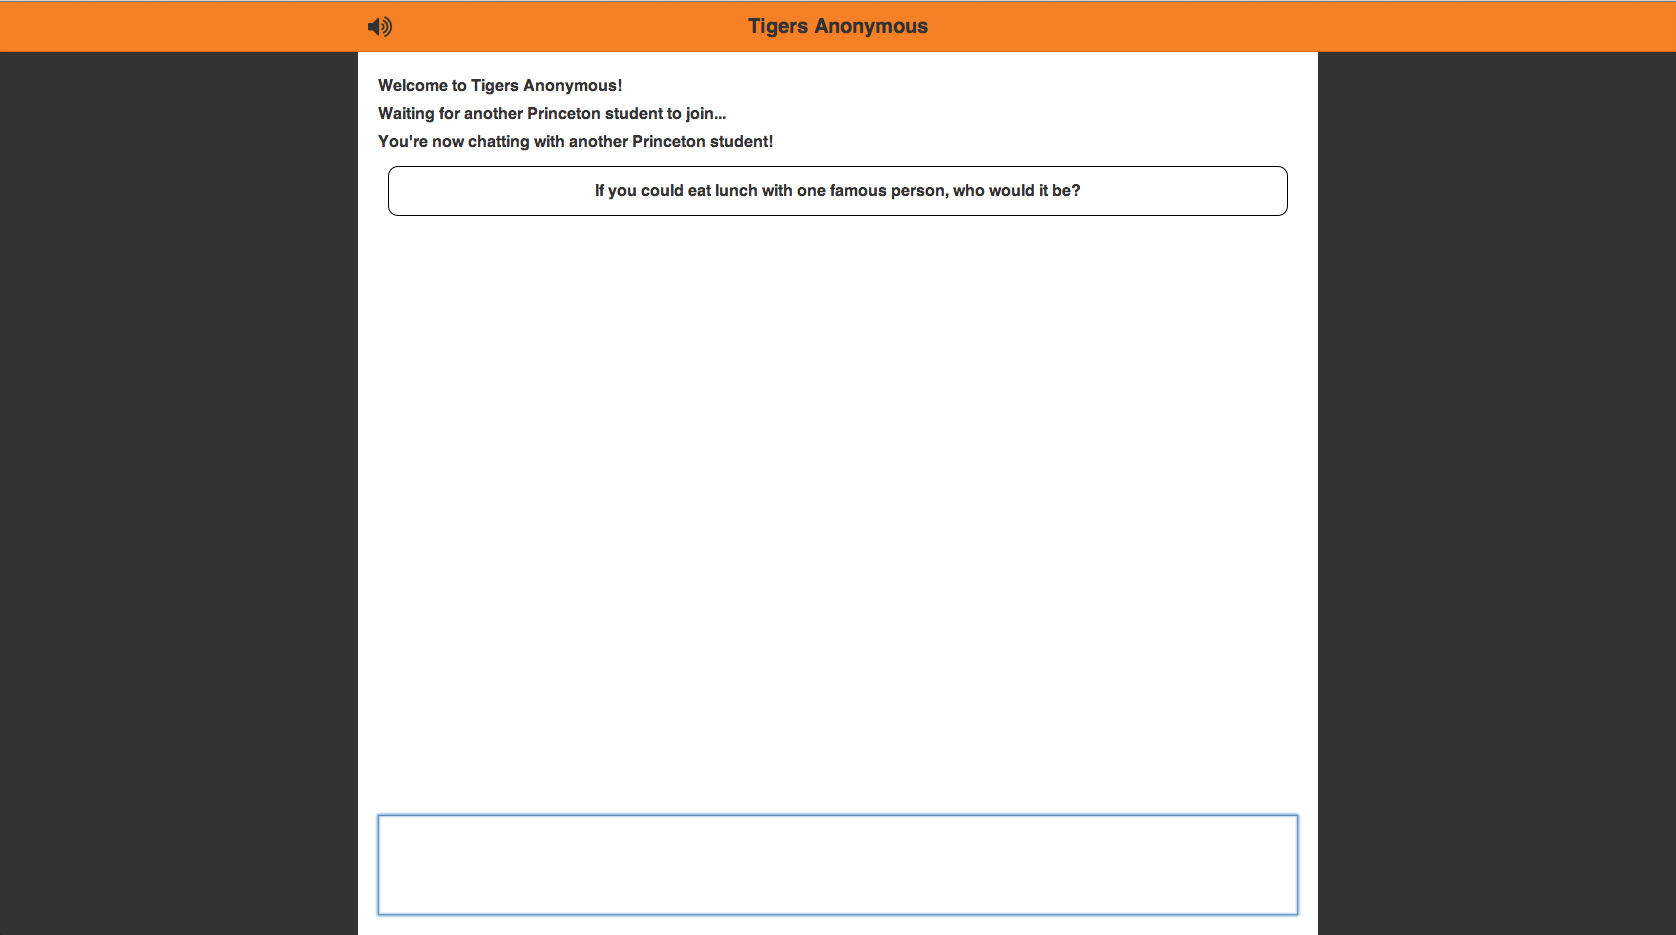 Tigers Anonymous
Welcome to Tigers Anonymous!
Waiting for another Princeton student to join...
You're now chatting with another Princeton student!
If you could eat lunch with one famous person, who would it be?